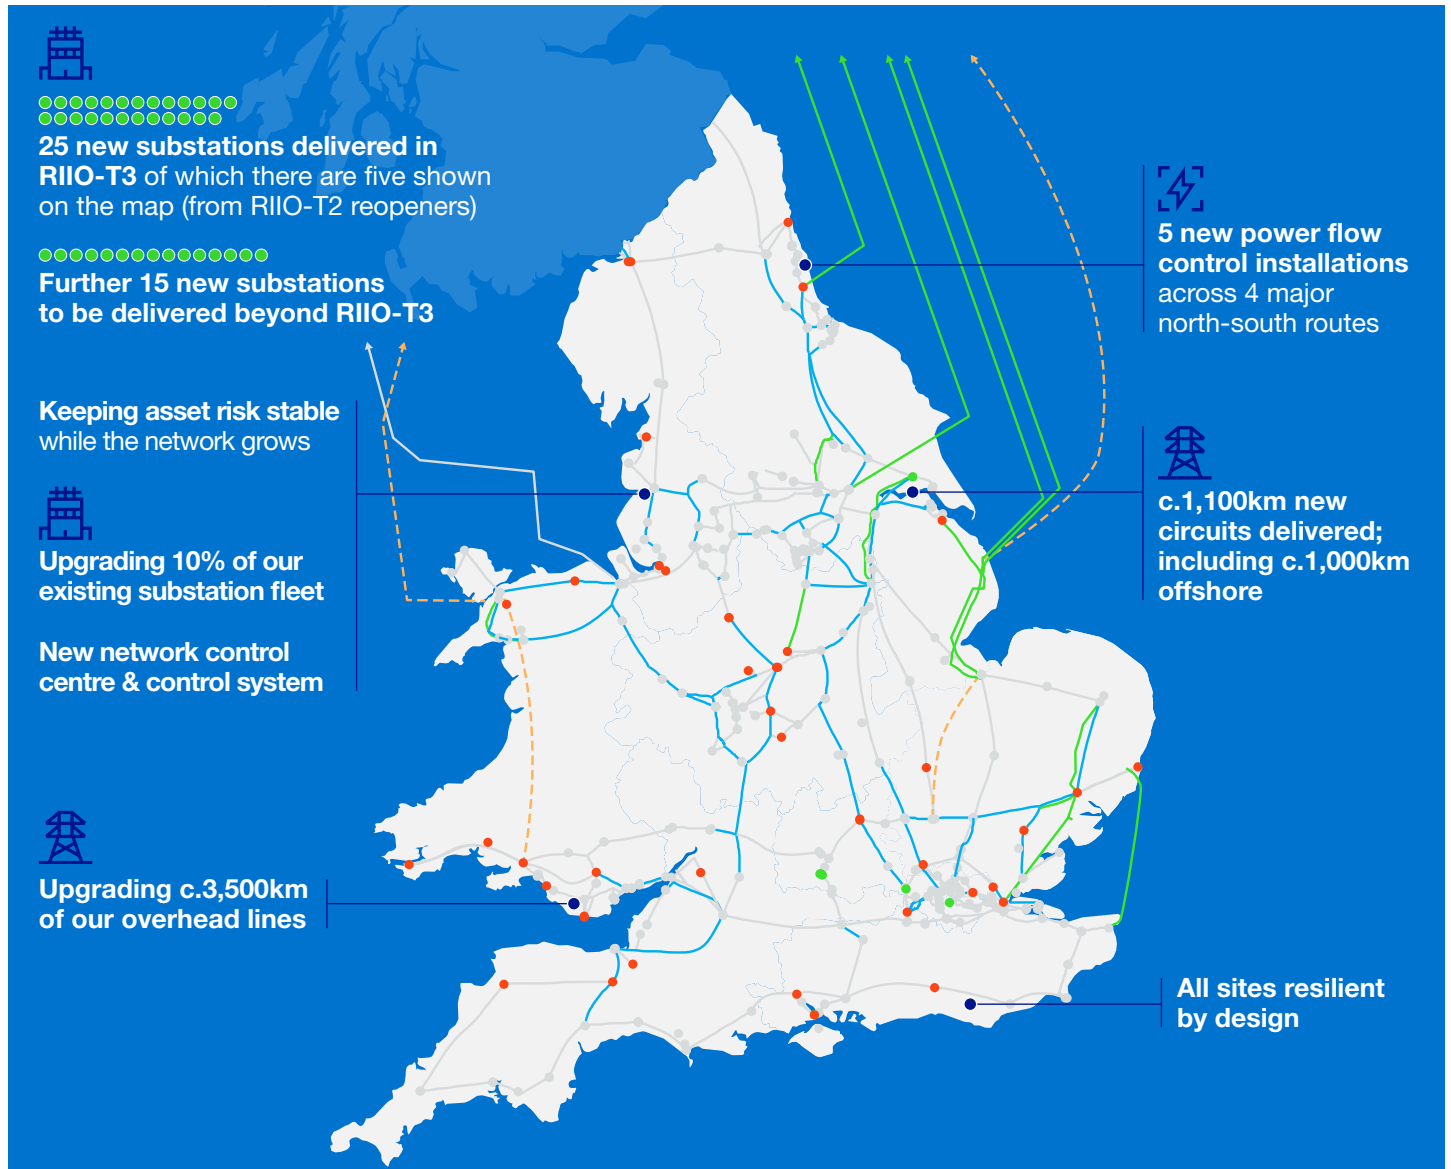 25 new substations delivered in
RIIO-T3 of which there are five shown
on the map (from RIIO-T2 reopeners)
Further 15 new substations
to be delivered beyond RIIO-T3
Keeping asset risk stable
while the network grows
Upgrading 10% of our
existing substation fleet
New network control
centre & control system
Upgrading c.3,500km
of our overhead lines
5 new power flow
control installations
across 4 major
north-south routes
c.1,100km new
circuits delivered;
including c.1,000km
offshore
All sites resilient
by design